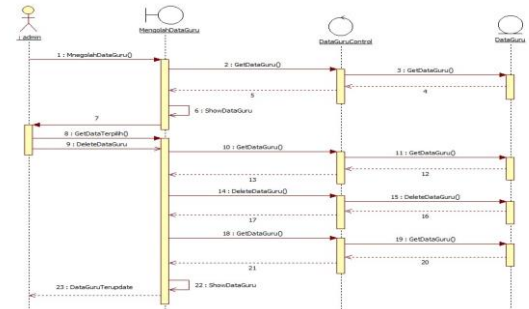 : admin
MengolahDataGuru
DataGuruControl
DataGuru
1 : MnegolahDataGuru()
2 : GetDataGuru()
3 : GetDataGuru()
4
5
6 : ShowDataGuru
7
8 : GetDataTerpilih()
9 : DeleteDataGuru
10 : GetDataGuru()
11 : GetDataGuru()
12
13
14 : DeleteDataGuru()
15 : DeleteDataGuru()
16
17
18 : GetDataGuru()
19 : GetDataGuru()
20
21
22 : ShowDataGuru
23 : DataGuruTerupdate